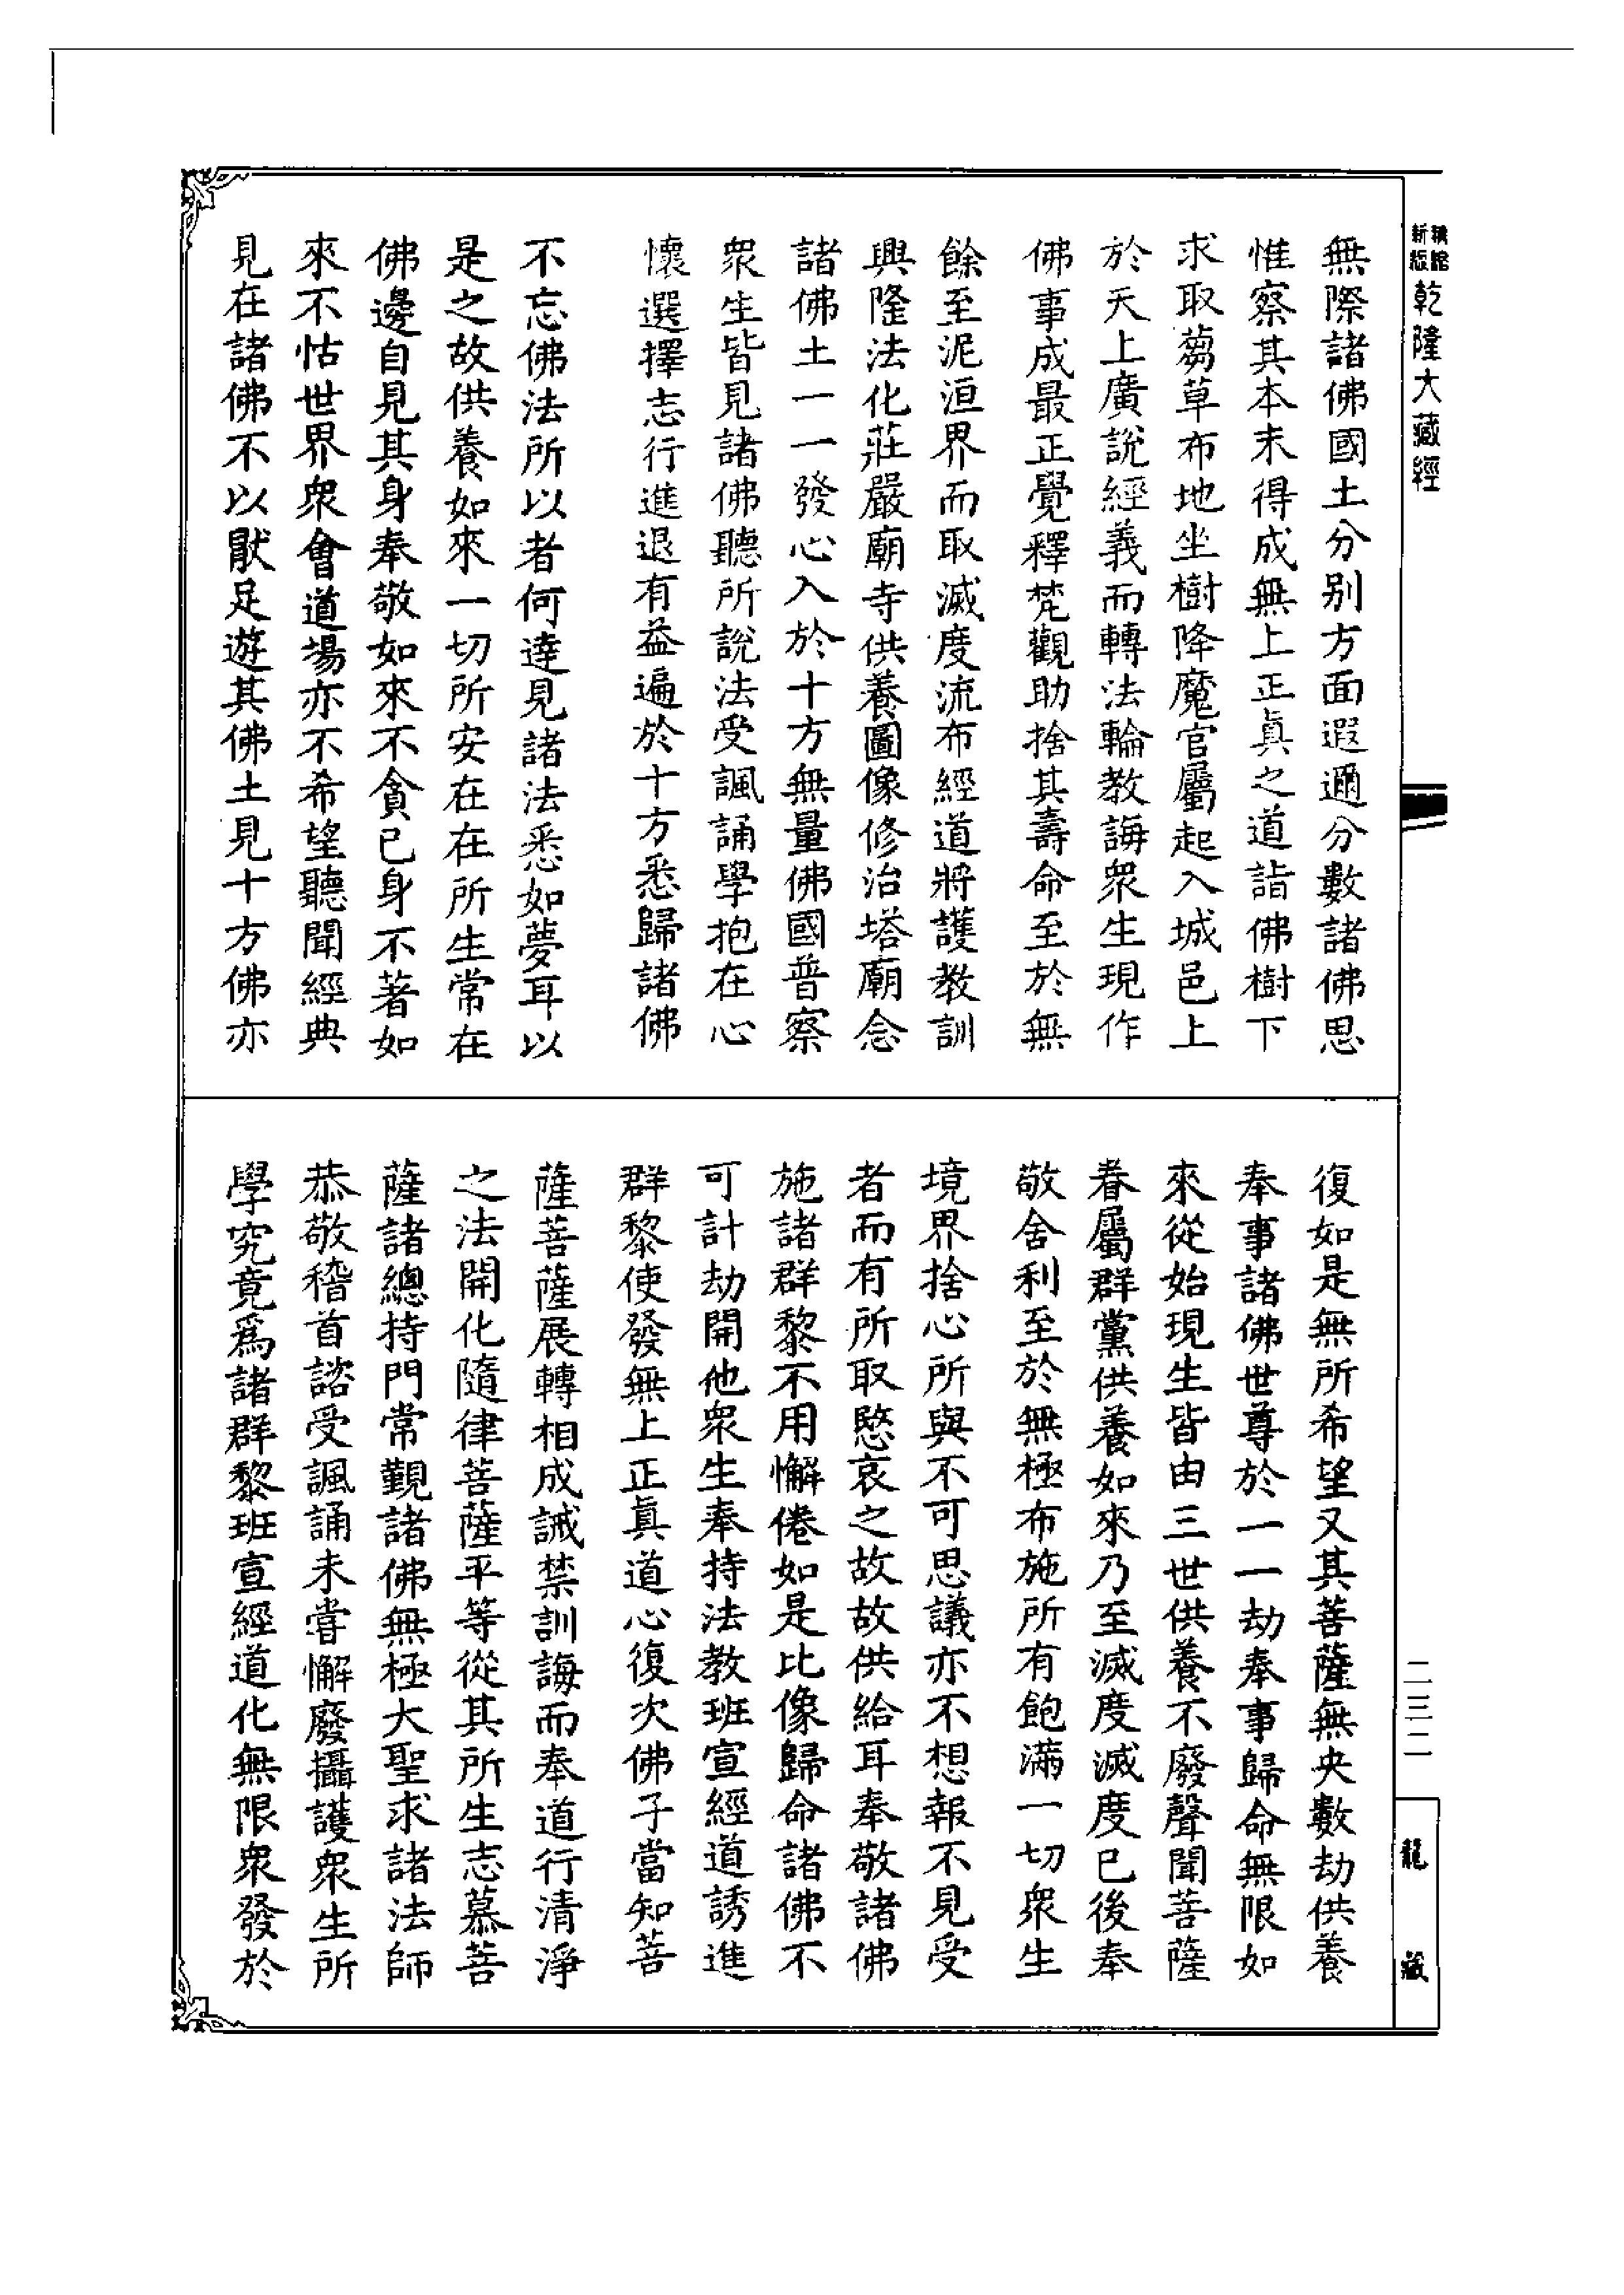 新版
精館
乾隆大藏經
無際諸佛國土分别方面遐邇分數諸佛思
惟察其本末得成無上正真之道詣佛樹下
求取蒭草布地坐樹降魔官屬起入城邑上
於天上廣說經義而轉法輪教誨衆生現作
佛事成最正覺釋梵觀助捨其壽命至於無
餘至泥洹界而取滅度流布經道將護教訓
興隆法化莊嚴廟寺供養圖像修治塔廟念
諸佛土一一發心入於十方無量佛國普察
衆生皆見諸佛聽所說法受諷誦學抱在心
懷選擇志行進退有益遍於十方悉歸諸佛
不忘佛法所以者何達見諸法悉如夢耳以
是之故供養如來一切所安在在所生常在
佛邊自見其身奉敬如來不貪已身不著如
來不怙世界衆會道場亦不希望聽聞經典
見在諸佛不以厭足遊其佛土見十方佛亦
復如是無所希望又其菩薩無央數劫供養
奉事諸佛世尊於一一劫奉事歸命無限如
來從始現生皆由三世供養不廢聲聞菩薩
眷屬群黨供養如來乃至滅度滅度已後奉
敬舍利至於無極布施所有飽滿一切衆生
境界捨心所與不可思議亦不想報不見受
者而有所取愍哀之故故供給耳奉敬諸佛
施諸群黎不用懈倦如是比像歸命諸佛不
可計劫開他衆生奉持法教班宣經道誘進
群黎使發無上正真道心復次佛子當知菩
薩菩薩展轉相成誡禁訓誨而奉道行清淨
之法開化隨律菩薩平等從其所生志慕菩
薩諸總持門常覲諸佛無極大聖求諸法師
恭敬稽首諮受諷誦未嘗懈廢攝護衆生所
學究竟爲諸群黎班宣經道化無限衆發於
二三二
龍藏